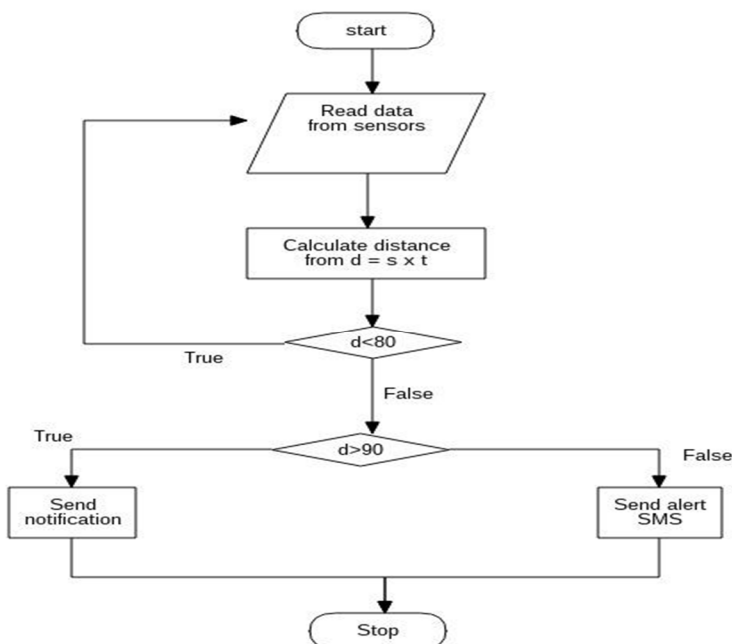 start
Read data
from sensors
Calculate distance
from d = s x t
d<80
True
False
d>90
True
False
Send
notification
Send alert
SMS
Stop